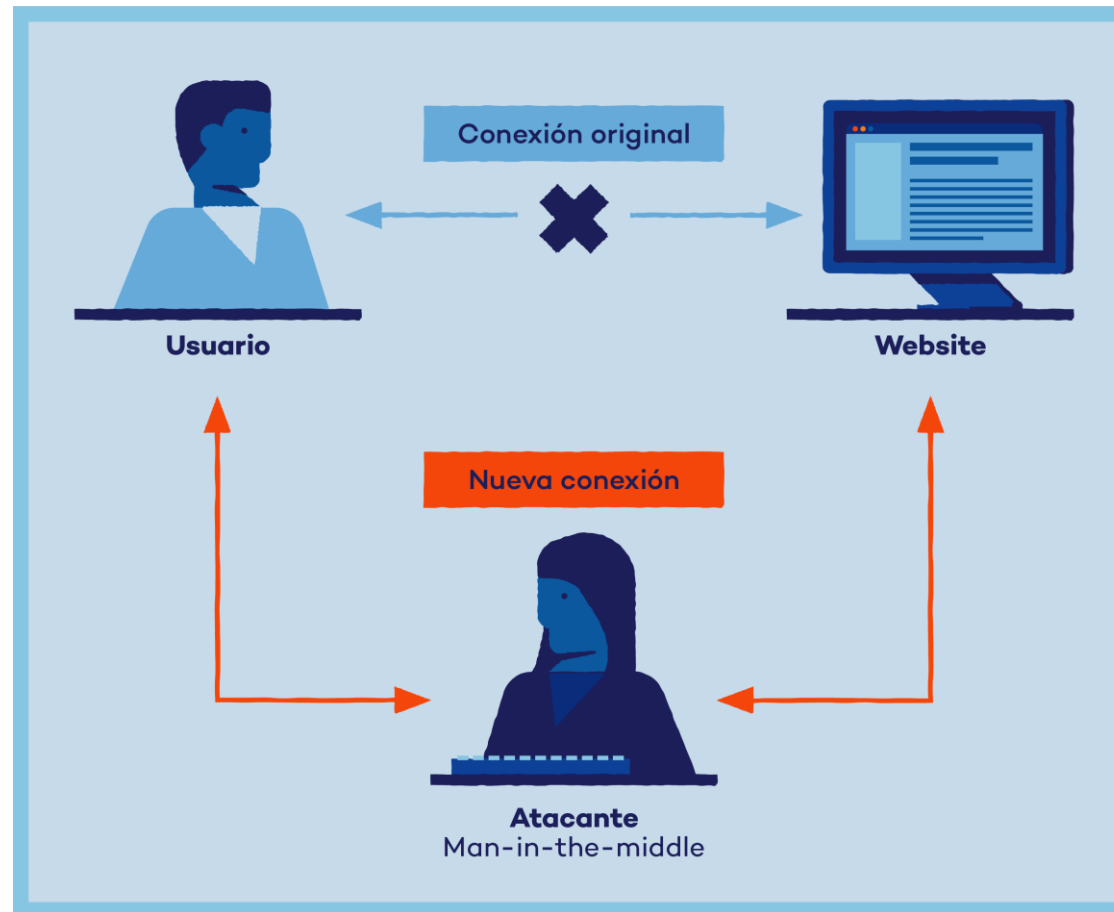 Conexión original
Usuario
Website
Nueva conexión
Atacante
Man-in-the-middle